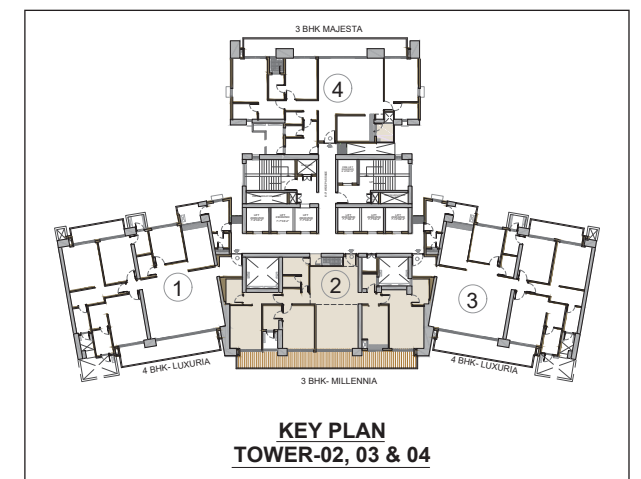 3 BHK MAJESTA
4
1
2
3
4 BHK- LUXURIA
4 BHK- LUXURIA
3 BHK- MILLENNIA
KEY PLAN
TOWER-02, 03 & 04